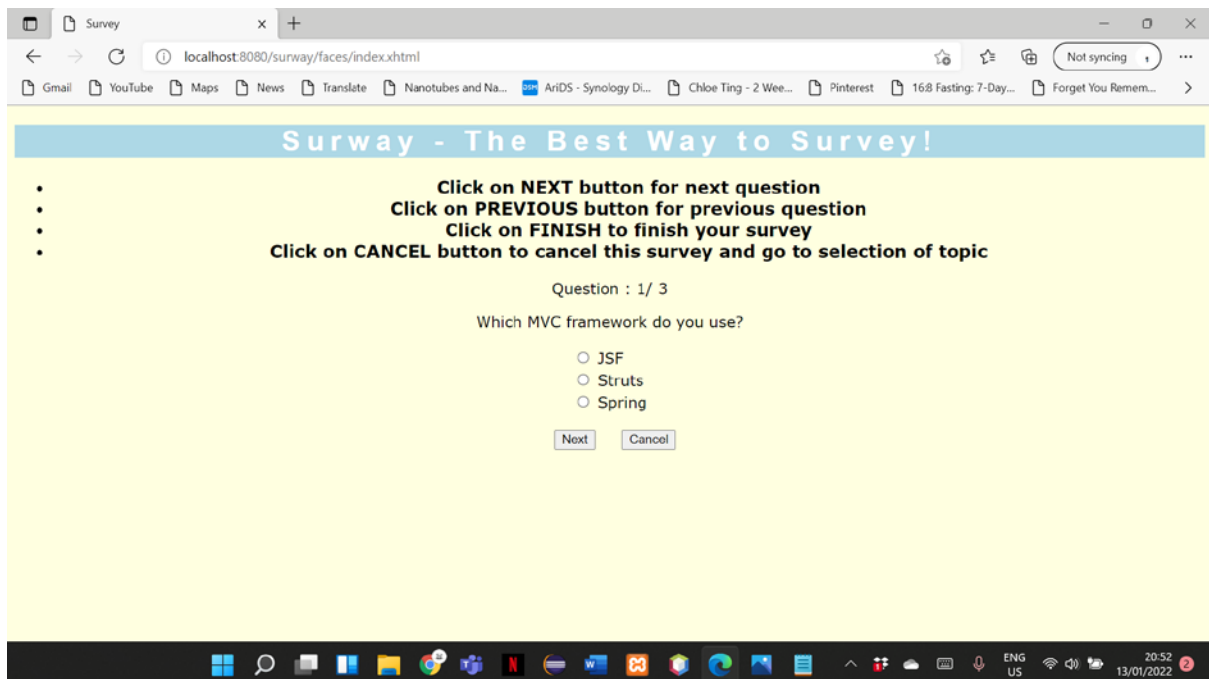 Survey
localhost:8080/surway/faces/index.xhtml
Not syncing
Gmail YouTube Maps News Translate Nanotubes and Na... AriDS - Synology Di... Chloe Ting - 2 Wee... Pinterest 16:8 Fasting: 7-Day... Forget You Remem...
Surway - The Best Way to Survey!
• Click on NEXT button for next question
• Click on PREVIOUS button for previous question
• Click on FINISH to finish your survey
• Click on CANCEL button to cancel this survey and go to selection of topic
Question : 1/ 3
Which MVC framework do you use?
JSF
Struts
Spring
Next Cancel
ENG 20:52
US 13/01/2022 2